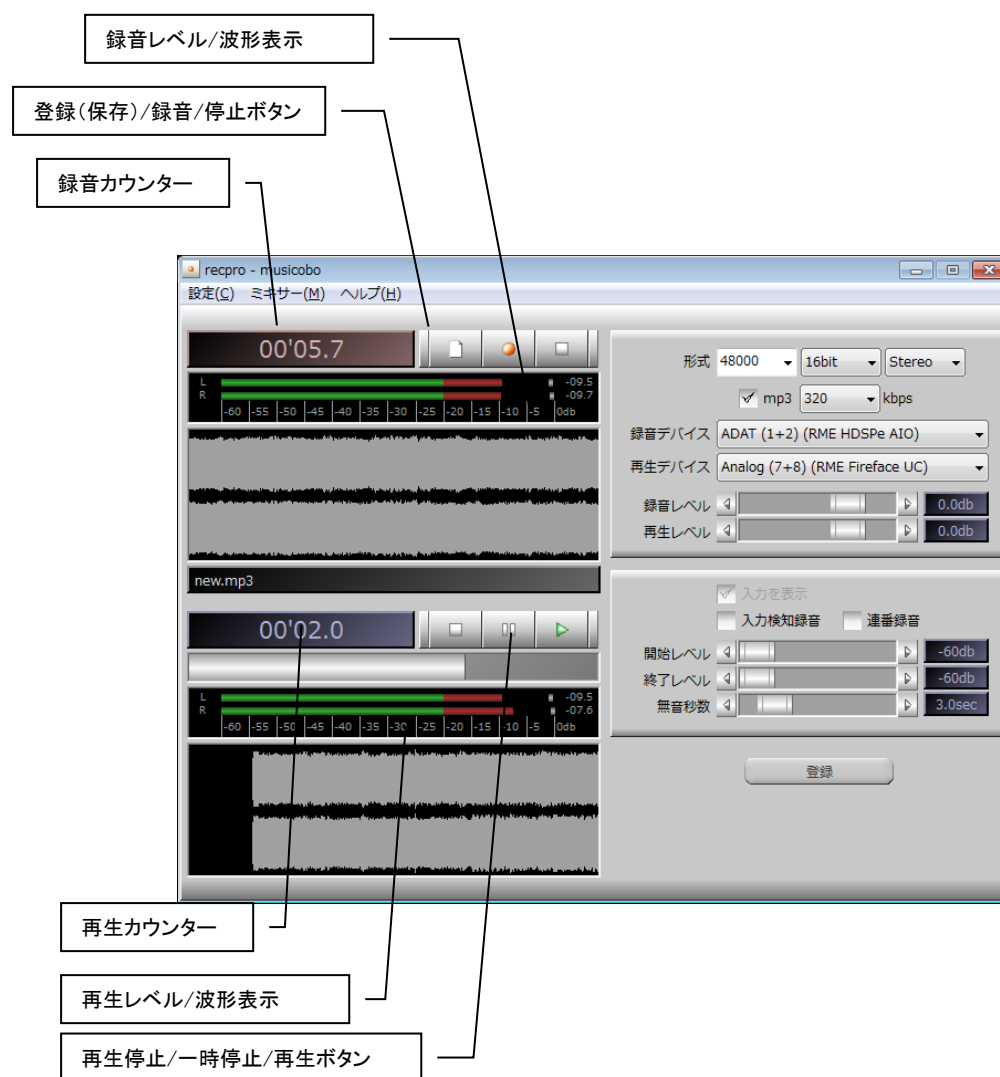 録音レベル/波形表示
登録(保存)/録音/停止ボタン
録音カウンター
recpro - musicobo
設定(C) ミキサー(M) ヘルプ(H)
00'05.7
L -09.5
R -09.7
-60 -55 -50 -45 -40 -35 -30 -25 -20 -15 -10 -5 0db
new.mp3
00'02.0
L -09.5
R -07.6
-60 -55 -50 -45 -40 -35 -30 -25 -20 -15 -10 -5 0db
形式 48000 16bit Stereo
mp3 320 kbps
録音デバイス ADAT (1+2) (RME HDSPe AIO)
再生デバイス Analog (7+8) (RME Fireface UC)
録音レベル 0.0db
再生レベル 0.0db
入力を表示
入力検知録音 連番録音
開始レベル -60db
終了レベル -60db
無音秒数 3.0sec
登録
再生カウンター
再生レベル/波形表示
再生停止/一時停止/再生ボタン